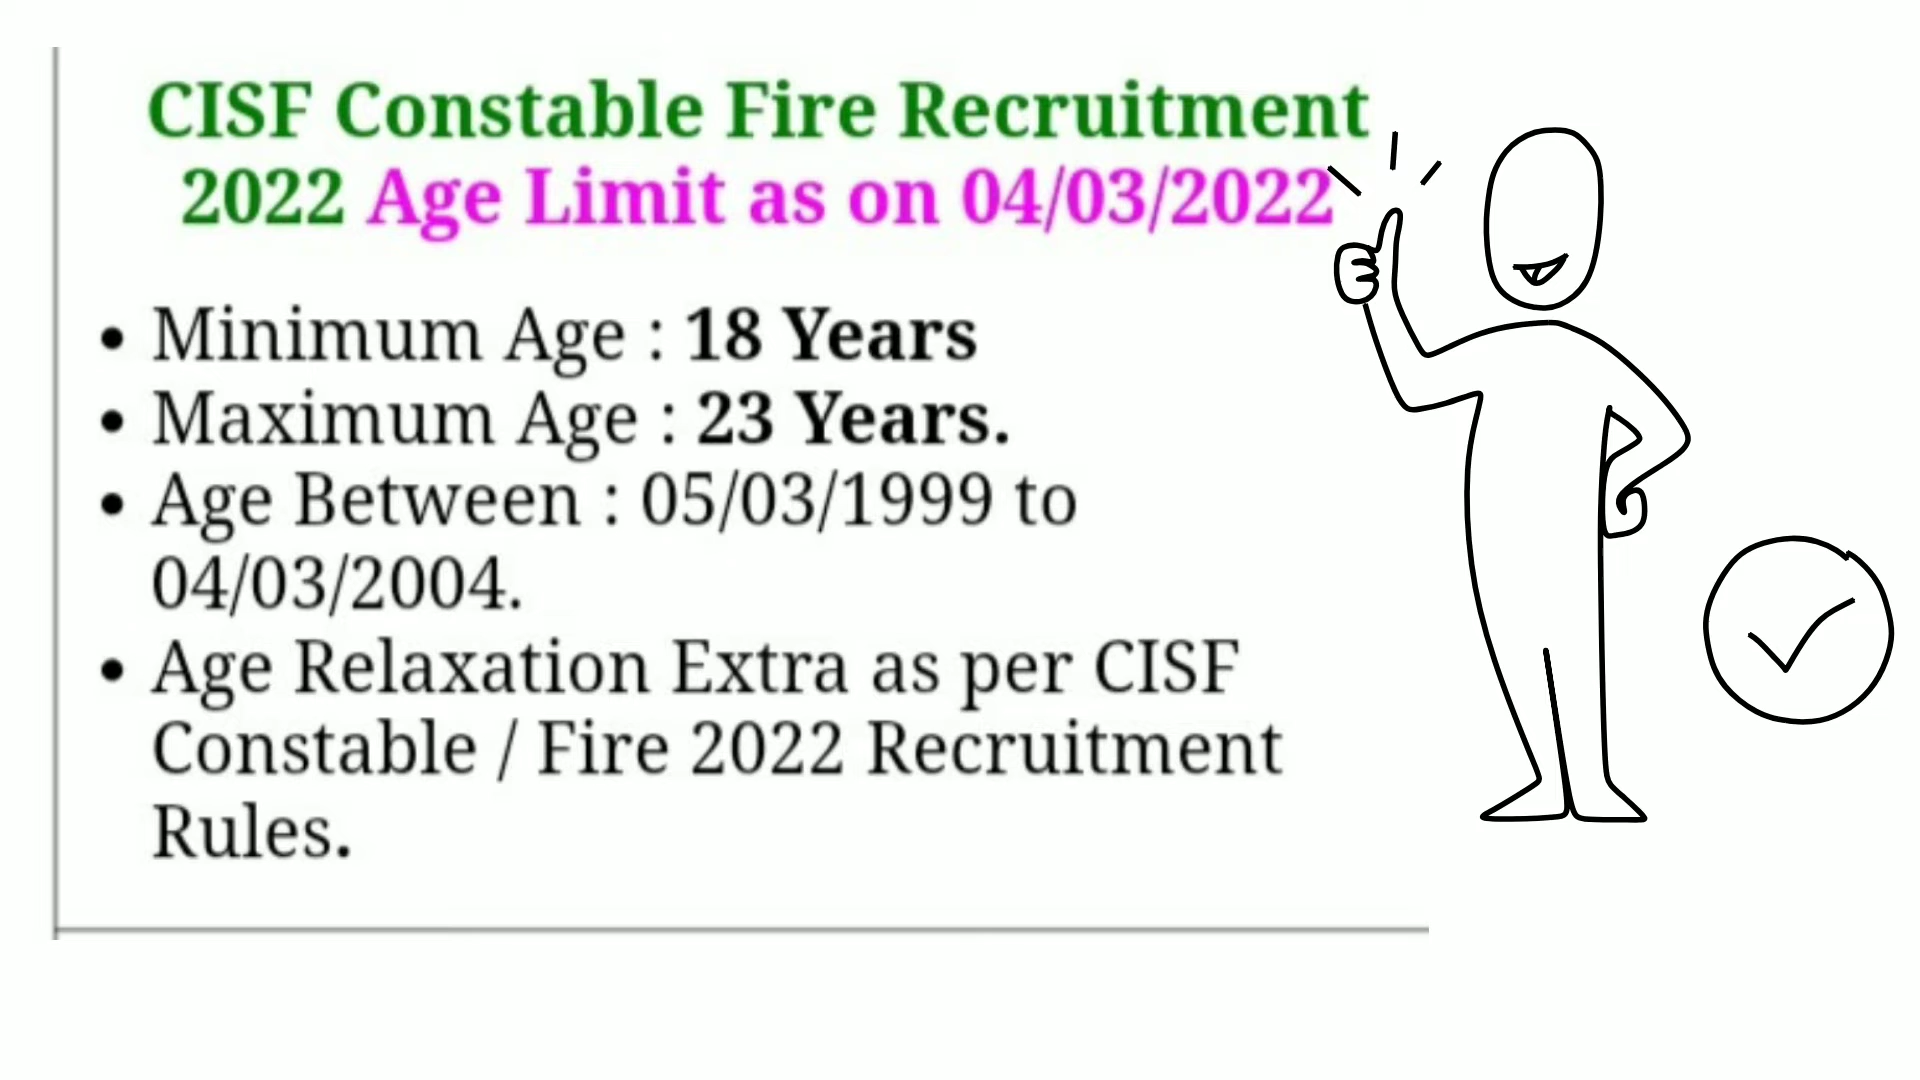 CISF Constable Fire Recruitment
2022 Age Limit as on 04/03/2022
• Minimum Age : 18 Years
• Maximum Age : 23 Years.
• Age Between : 05/03/1999 to
04/03/2004.
• Age Relaxation Extra as per CISF
Constable / Fire 2022 Recruitment
Rules.